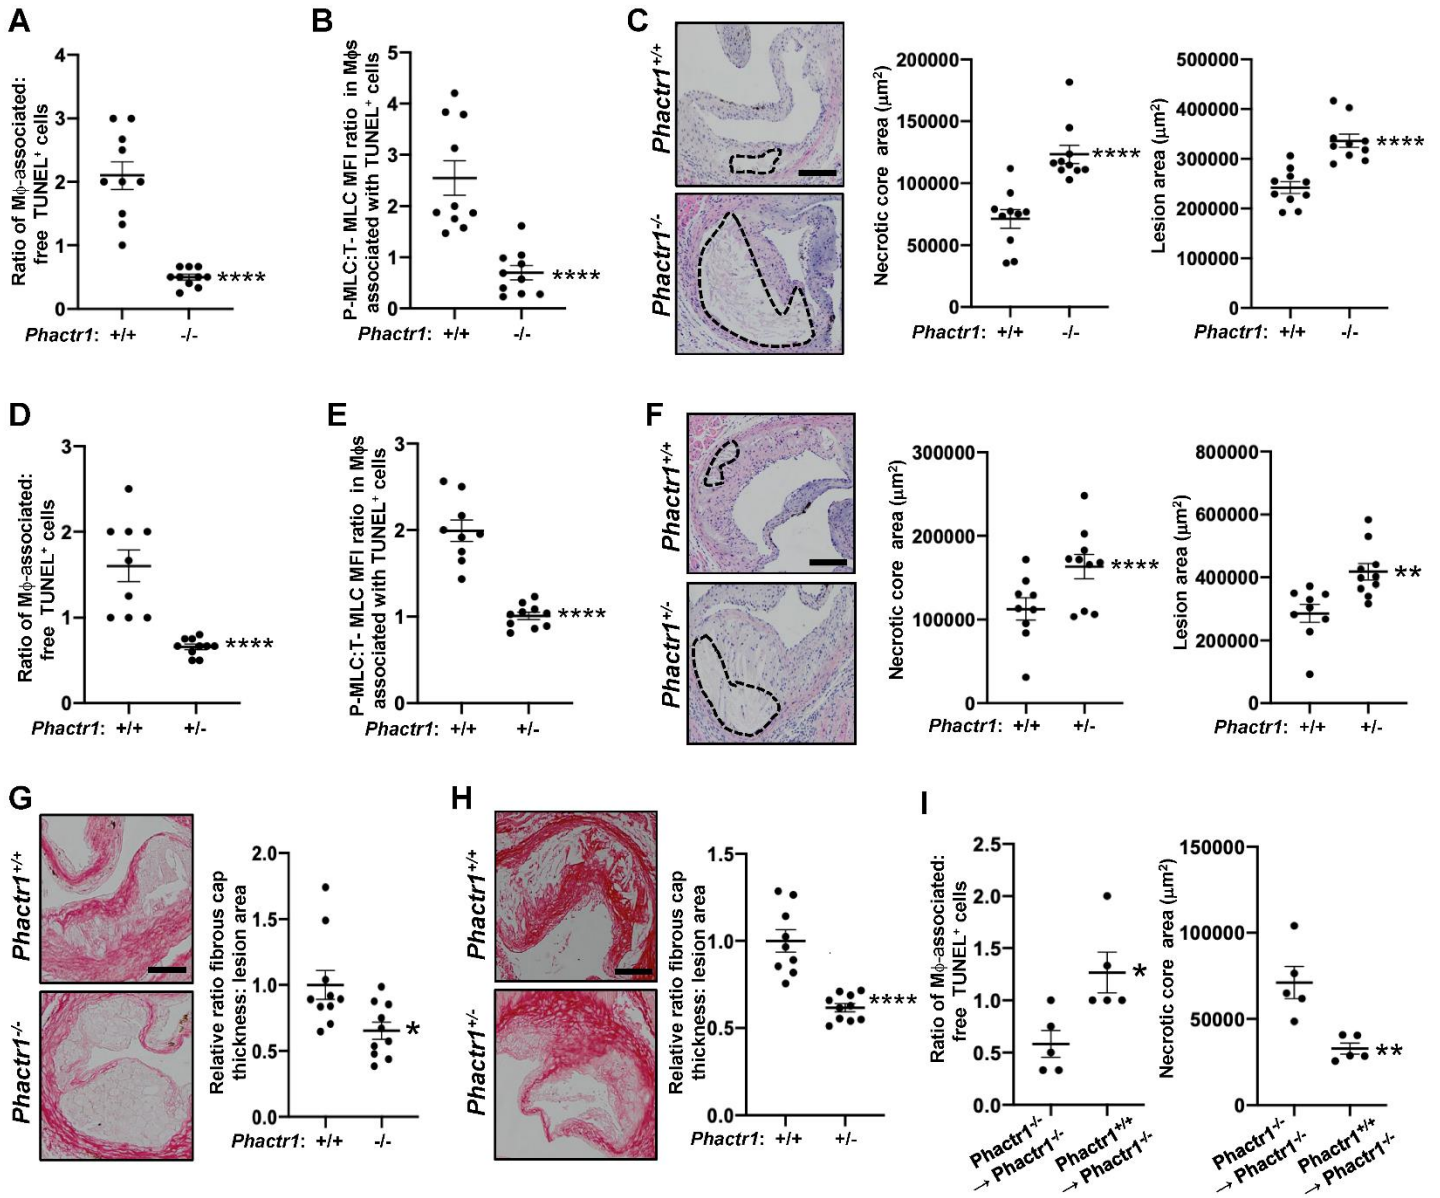 A
Ratio of Mϕ-associated:
free TUNEL⁺ cells
4
3
2
1
0
****
Phactr1: +/+ -/-
B
P-MLC:T- MLC MFI ratio in Mϕs
associated with TUNEL⁺ cells
5
4
3
2
1
0
****
Phactr1: +/+ -/-
C
Phactr1+/+
Phactr1-/-
Necrotic core area (μm²)
200000
150000
100000
50000
0
****
+/+ -/-
Lesion area (μm²)
500000
400000
300000
200000
100000
0
****
Phactr1: +/+ -/-
D
Ratio of Mϕ-associated:
free TUNEL⁺ cells
3
2
1
0
****
Phactr1: +/+ +/-
E
P-MLC:T- MLC MFI ratio in Mϕs
associated with TUNEL⁺ cells
3
2
1
0
****
Phactr1: +/+ +/-
F
Phactr1+/+
Phactr1+/-
Necrotic core area (μm²)
300000
200000
100000
0
****
Phactr1: +/+ +/-
Lesion area (μm²)
800000
600000
400000
200000
0
**
Phactr1: +/+ +/-
G
Phactr1+/+
Phactr1-/-
Relative ratio fibrous cap
thickness: lesion area
2.0
1.5
1.0
0.5
0.0
*
Phactr1: +/+ -/-
H
Phactr1+/+
Phactr1+/-
Relative ratio fibrous cap
thickness: lesion area
1.5
1.0
0.5
0.0
****
Phactr1: +/+ +/-
I
Ratio of Mϕ-associated:
free TUNEL⁺ cells
2.5
2.0
1.5
1.0
0.5
0.0
*
Phactr1-/-
→ Phactr1-/-
Phactr1+/+
→ Phactr1-/-
Necrotic core area (μm²)
150000
100000
50000
0
**
Phactr1-/-
→ Phactr1-/-
Phactr1+/+
→ Phactr1-/-